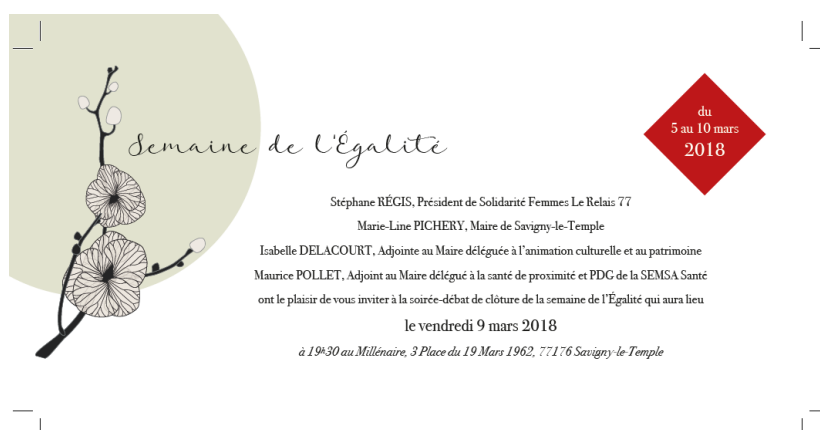 Semaine de l'Égalité
du
5 au 10 mars
2018
Stéphane RÉGIS, Président de Solidarité Femmes Le Relais 77
Marie-Line PICHERY, Maire de Savigny-le-Temple
Isabelle DELACOURT, Adjointe au Maire déléguée à l'animation culturelle et au patrimoine
Maurice POLLET, Adjoint au Maire délégué à la santé de proximité et PDG de la SEMSA Santé
ont le plaisir de vous inviter à la soirée-débat de clôture de la semaine de l'Égalité qui aura lieu
le vendredi 9 mars 2018
à 19h30 au Millénaire, 3 Place du 19 Mars 1962, 77176 Savigny-le-Temple